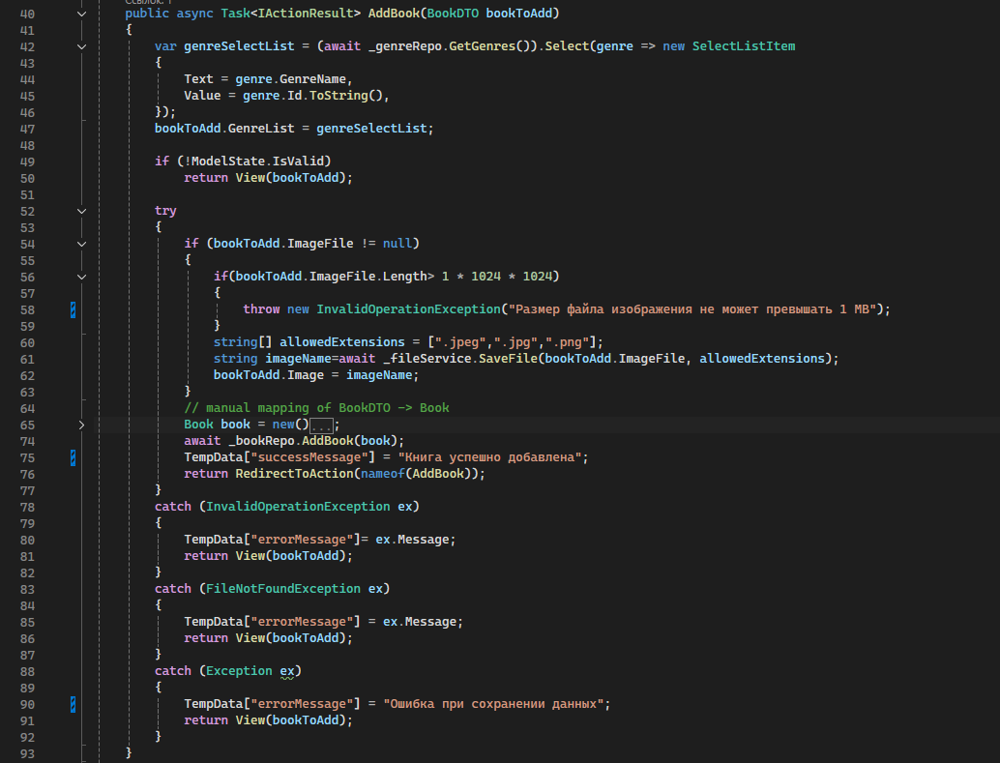 40 public async Task<IActionResult> AddBook(BookDTO bookToAdd)
41 {
42 var genreSelectList = (await _genreRepo.GetGenres()).Select(genre => new SelectListItem
43 {
44 Text = genre.GenreName,
45 Value = genre.Id.ToString(),
46 });
47 bookToAdd.GenreList = genreSelectList;
48
49 if (!ModelState.IsValid)
50 return View(bookToAdd);
51
52 try
53 {
54 if (bookToAdd.ImageFile != null)
55 {
56 if(bookToAdd.ImageFile.Length> 1 * 1024 * 1024)
57 {
58 throw new InvalidOperationException("Размер файла изображения не может превышать 1 MB");
59 }
60 string[] allowedExtensions = [".jpeg",".jpg",".png"];
61 string imageName=await _fileService.SaveFile(bookToAdd.ImageFile, allowedExtensions);
62 bookToAdd.Image = imageName;
63 }
64 // manual mapping of BookDTO -> Book
65 Book book = new()...;
74 await _bookRepo.AddBook(book);
75 TempData["successMessage"] = "Книга успешно добавлена";
76 return RedirectToAction(nameof(AddBook));
77 }
78 catch (InvalidOperationException ex)
79 {
80 TempData["errorMessage"]= ex.Message;
81 return View(bookToAdd);
82 }
83 catch (FileNotFoundException ex)
84 {
85 TempData["errorMessage"] = ex.Message;
86 return View(bookToAdd);
87 }
88 catch (Exception ex)
89 {
90 TempData["errorMessage"] = "Ошибка при сохранении данных";
91 return View(bookToAdd);
92 }
93 }